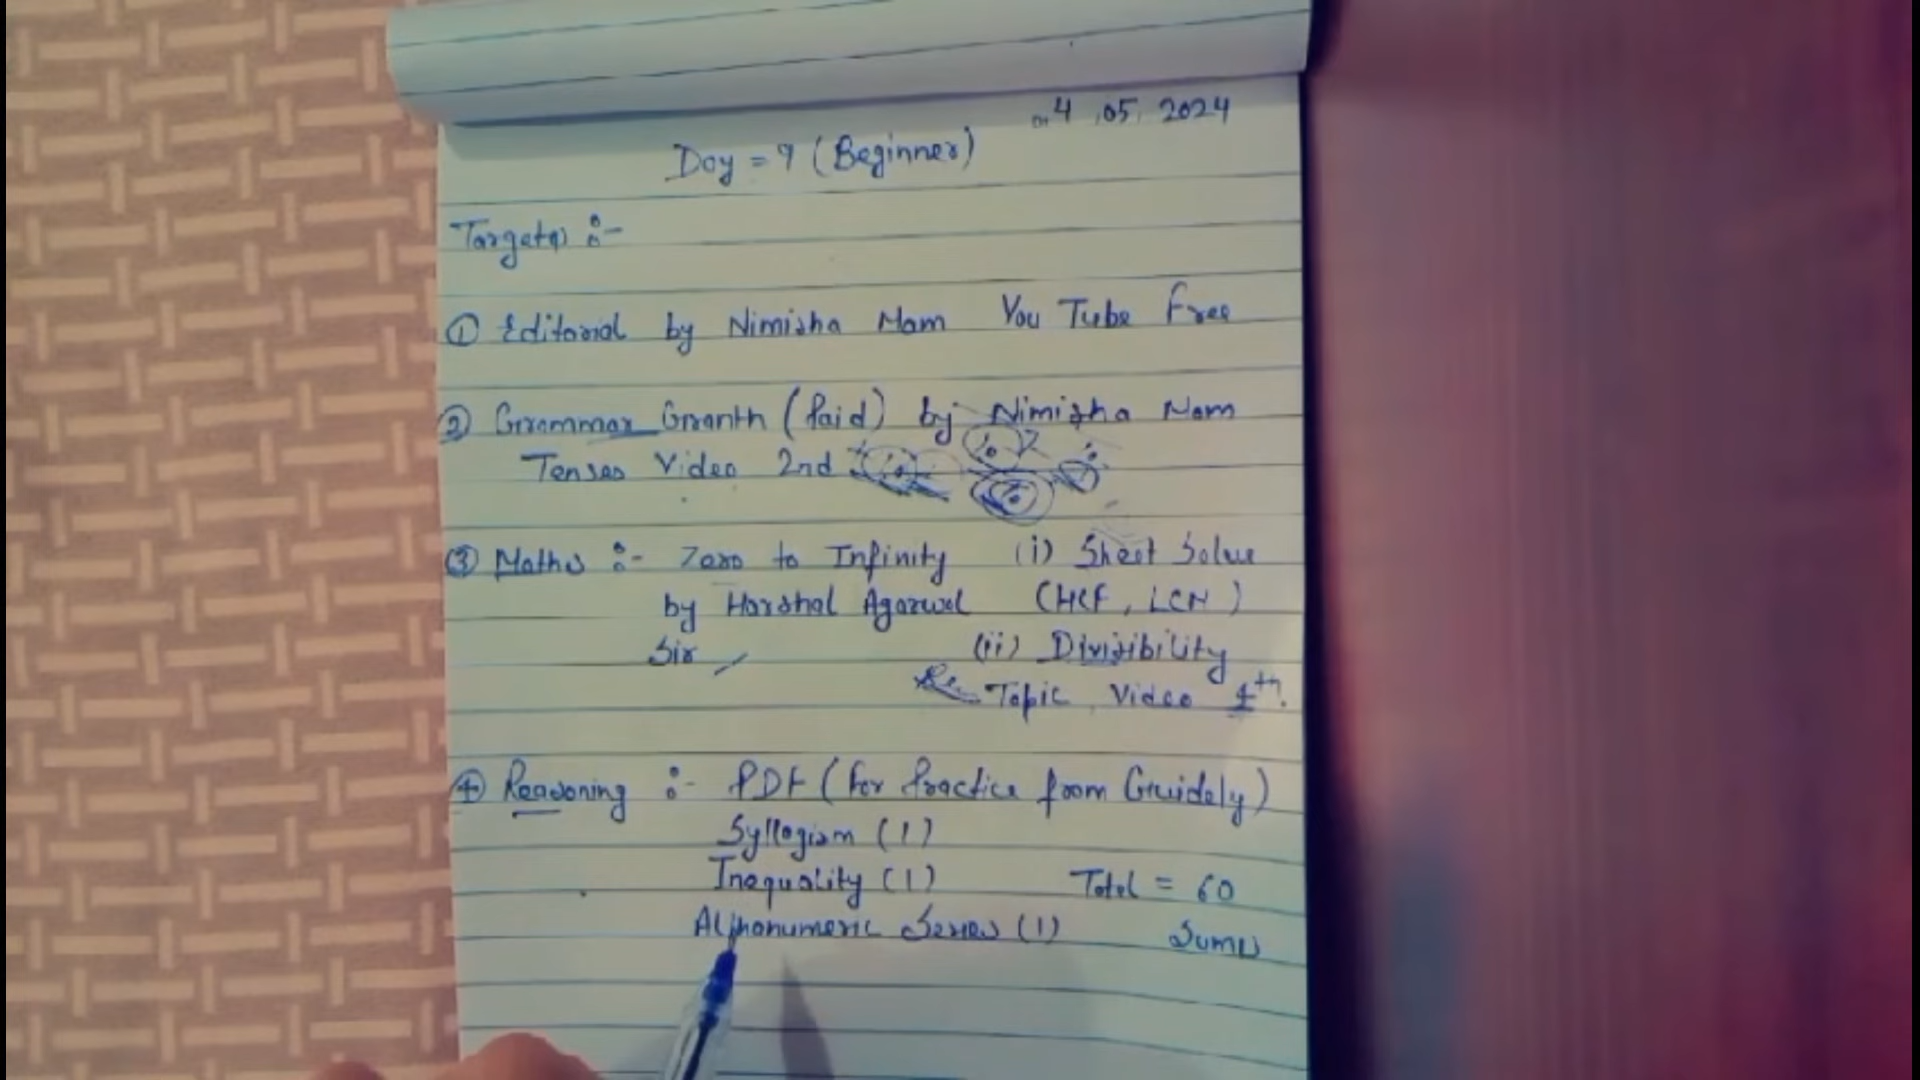 04.05.2024
Day = 9 (Beginner)
Targets :-
① Editorial by Nimisha Mam You Tube Free
② Grammar Granth (Paid) by Nimisha Mam
Tenses Video 2nd
③ Maths :- Zero to Infinity (i) Sheet Solve
by Harshal Agarwal (HCF, LCM)
Sir (ii) Divisibility
Topic Video 1th.
④ Reasoning :- PDF (For Practice from Guidely)
Syllogism (1)
Inequality (1) Total = 60
Alphanumeric Series (1) Sums